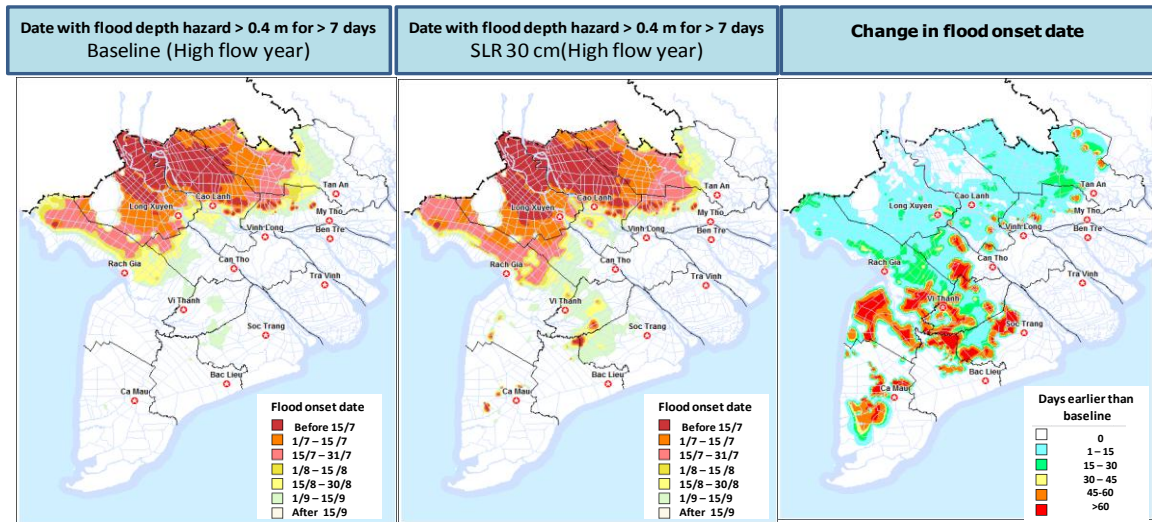 Date with flood depth hazard > 0.4 m for > 7 days
Baseline (High flow year)
Date with flood depth hazard > 0.4 m for > 7 days
SLR 30 cm(High flow year)
Change in flood onset date
Tan An
Cao Lanh
Long Xuyen
My Tho
Vinh Long
Ben Tre
Can Tho
Rach Gia
Tra Vinh
Vi Thanh
Soc Trang
Bac Lieu
Ca Mau
Flood onset date
Before 15/7
1/7 – 15 /7
15/7 – 31/7
1/8 – 15 /8
15/8 – 30/8
1/9 – 15/9
After 15/9
Tan An
Cao Lanh
Long Xuyen
My Tho
Vinh Long
Ben Tre
Can Tho
Rach Gia
Tra Vinh
Vi Thanh
Soc Trang
Bac Lieu
Ca Mau
Flood onset date
Before 15/7
1/7 – 15 /7
15/7 – 31/7
1/8 – 15 /8
15/8 – 30/8
1/9 – 15/9
After 15/9
Tan An
Cao Lanh
Long Xuyen
My Tho
Vinh Long
Ben Tre
Can Tho
Rach Gia
Tra Vinh
Vi Thanh
Soc Trang
Bac Lieu
Ca Mau
Days earlier than
baseline
0
1 – 15
15 – 30
30 – 45
45-60
>60